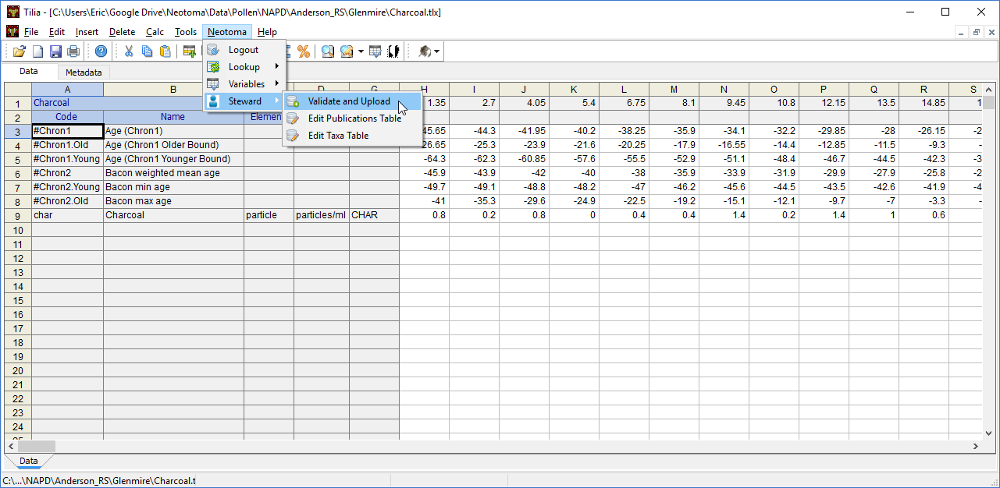 Tilia - [C:\Users\Eric\Google Drive\Neotoma\Data\Pollen\NAPD\Anderson_RS\Glenmire\Charcoal.tlx]
File Edit Insert Delete Calc Tools Neotoma Help
Logout
Lookup
Variables
Steward
Validate and Upload
Edit Publications Table
Edit Taxa Table
Data Metadata
A B D G H I J K L M N O P Q R S
1 Charcoal 1.35 2.7 4.05 5.4 6.75 8.1 9.45 10.8 12.15 13.5 14.85 1
2 Code Name Elemen
3 #Chron1 Age (Chron1) 45.65 -44.3 -41.95 -40.2 -38.25 -35.9 -34.1 -32.2 -29.85 -28 -26.15 -2
4 #Chron1.Old Age (Chron1 Older Bound) 26.65 -25.3 -23.9 -21.6 -20.25 -17.9 -16.55 -14.4 -12.85 -11.5 -9.3 -
5 #Chron1.Young Age (Chron1 Younger Bound) -64.3 -62.3 -60.85 -57.6 -55.5 -52.9 -51.1 -48.4 -46.7 -44.5 -42.3 -3
6 #Chron2 Bacon weighted mean age -45.9 -43.9 -42 -40 -38 -35.9 -33.9 -31.9 -29.9 -27.9 -25.8 -2
7 #Chron2.Young Bacon min age -49.7 -49.1 -48.8 -48.2 -47 -46.2 -45.6 -44.5 -43.5 -42.6 -41.9 -4
8 #Chron2.Old Bacon max age -41 -35.3 -29.6 -24.9 -22.5 -19.2 -15.1 -12.1 -9.7 -7 -3.3 -
9 char Charcoal particle particles/ml CHAR 0.8 0.2 0.8 0 0.4 0.4 1.4 0.2 1.4 1 0.6
10
11
12
13
14
15
16
17
18
19
20
21
22
23
24
Data
C:\...\NAPD\Anderson_RS\Glenmire\Charcoal.t